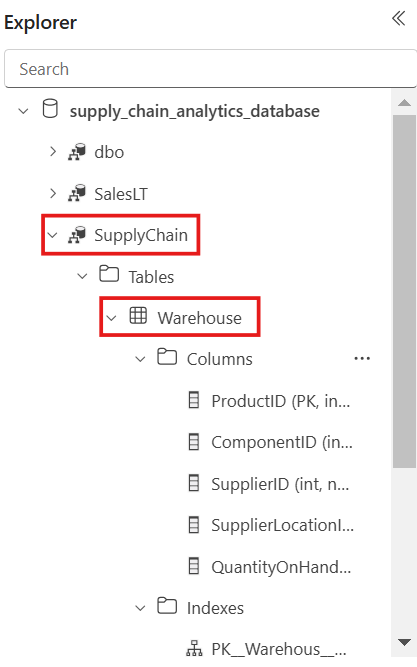 Explorer
Search
supply_chain_analytics_database
dbo
SalesLT
SupplyChain
Tables
Warehouse
Columns
ProductID (PK, in...
ComponentID (in...
SupplierID (int, n...
SupplierLocationI...
QuantityOnHand...
Indexes
PK__Warehous__...